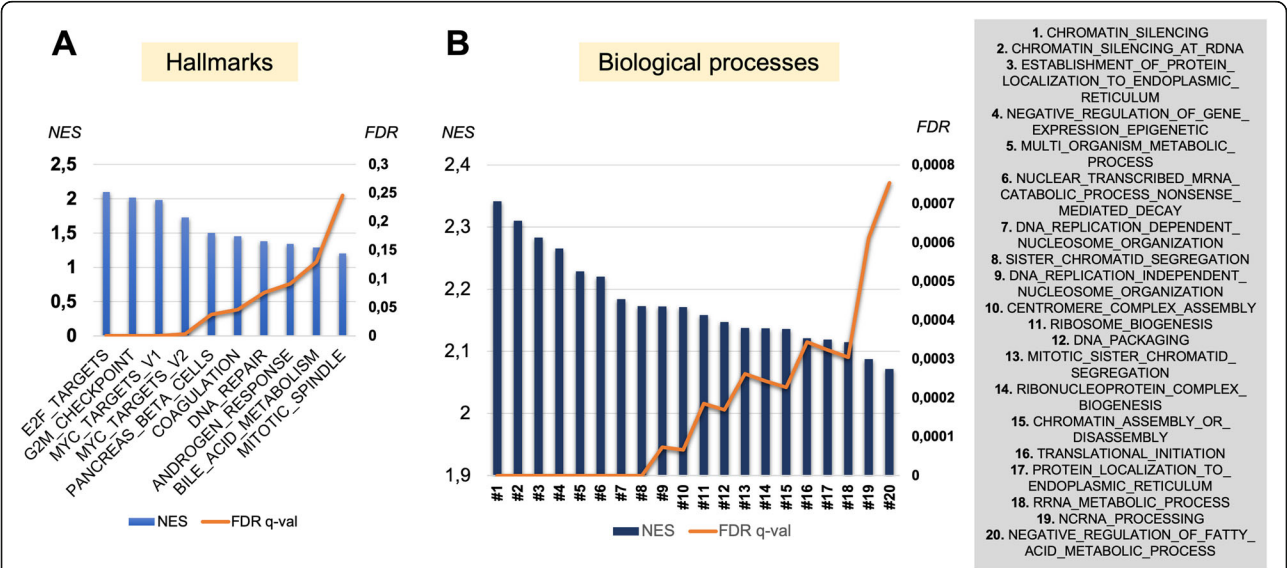 A
Hallmarks
NES
FDR
2,5
2
1,5
1
0,5
0
0,3
0,25
0,2
0,15
0,1
0,05
0
E2F_TARGETS
G2M_CHECKPOINT
MYC_TARGETS_V1
MYC_TARGETS_V2
PANCREAS_BETA_CELLS
COAGULATION
DNA_REPAIR
ANDROGEN_RESPONSE
BILE_ACID_METABOLISM
MITOTIC_SPINDLE
NES
FDR q-val
B
Biological processes
NES
FDR
2,4
2,3
2,2
2,1
2
1,9
0,0008
0,0007
0,0006
0,0005
0,0004
0,0003
0,0002
0,0001
0
#1
#2
#3
#4
#5
#6
#7
#8
#9
#10
#11
#12
#13
#14
#15
#16
#17
#18
#19
#20
NES
FDR q-val
1. CHROMATIN_SILENCING
2. CHROMATIN_SILENCING_AT_RDNA
3. ESTABLISHMENT_OF_PROTEIN_
LOCALIZATION_TO_ENDOPLASMIC_
RETICULUM
4. NEGATIVE_REGULATION_OF_GENE_
EXPRESSION_EPIGENETIC
5. MULTI_ORGANISM_METABOLIC_
PROCESS
6. NUCLEAR_TRANSCRIBED_MRNA_
CATABOLIC_PROCESS_NONSENSE_
MEDIATED_DECAY
7. DNA_REPLICATION_DEPENDENT_
NUCLEOSOME_ORGANIZATION
8. SISTER_CHROMATID_SEGREGATION
9. DNA_REPLICATION_INDEPENDENT_
NUCLEOSOME_ORGANIZATION
10. CENTROMERE_COMPLEX_ASSEMBLY
11. RIBOSOME_BIOGENESIS
12. DNA_PACKAGING
13. MITOTIC_SISTER_CHROMATID_
SEGREGATION
14. RIBONUCLEOPROTEIN_COMPLEX_
BIOGENESIS
15. CHROMATIN_ASSEMBLY_OR_
DISASSEMBLY
16. TRANSLATIONAL_INITIATION
17. PROTEIN_LOCALIZATION_TO_
ENDOPLASMIC_RETICULUM
18. RRNA_METABOLIC_PROCESS
19. NCRNA_PROCESSING
20. NEGATIVE_REGULATION_OF_FATTY_
ACID_METABOLIC_PROCESS